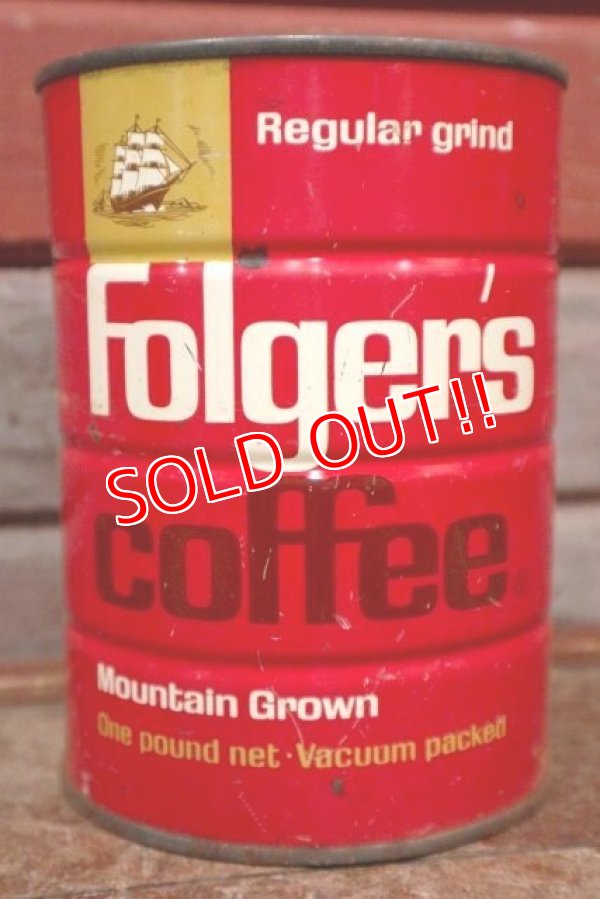 Regular grind
Folger's
SOLD OUT!!
coffee®
Mountain Grown
One pound net · Vacuum packed